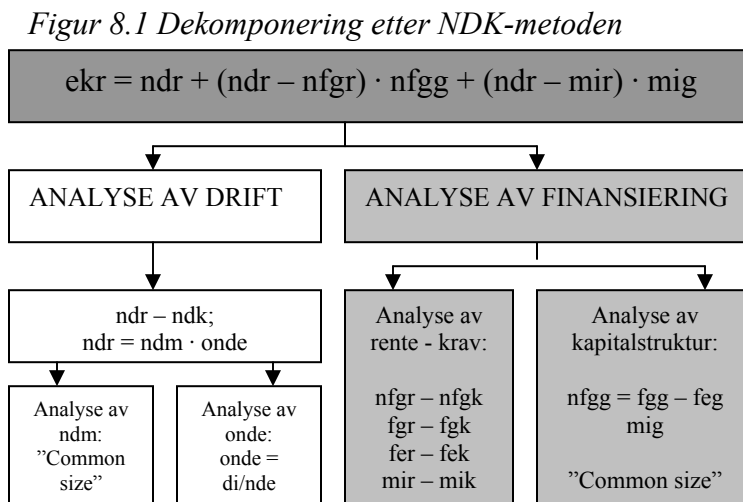 Figur 8.1 Dekomponering etter NDK-metoden
ekr = ndr + (ndr – nfgr) · nfgg + (ndr – mir) · mig
ANALYSE AV DRIFT
ANALYSE AV FINANSIERING
ndr – ndk;
ndr = ndm · onde
Analyse av
ndm:
”Common
size”
Analyse av
onde:
onde =
di/nde
Analyse av
rente - krav:
nfgr – nfgk
fgr – fgk
fer – fek
mir – mik
Analyse av
kapitalstruktur:
nfgg = fgg – feg
mig
”Common size”